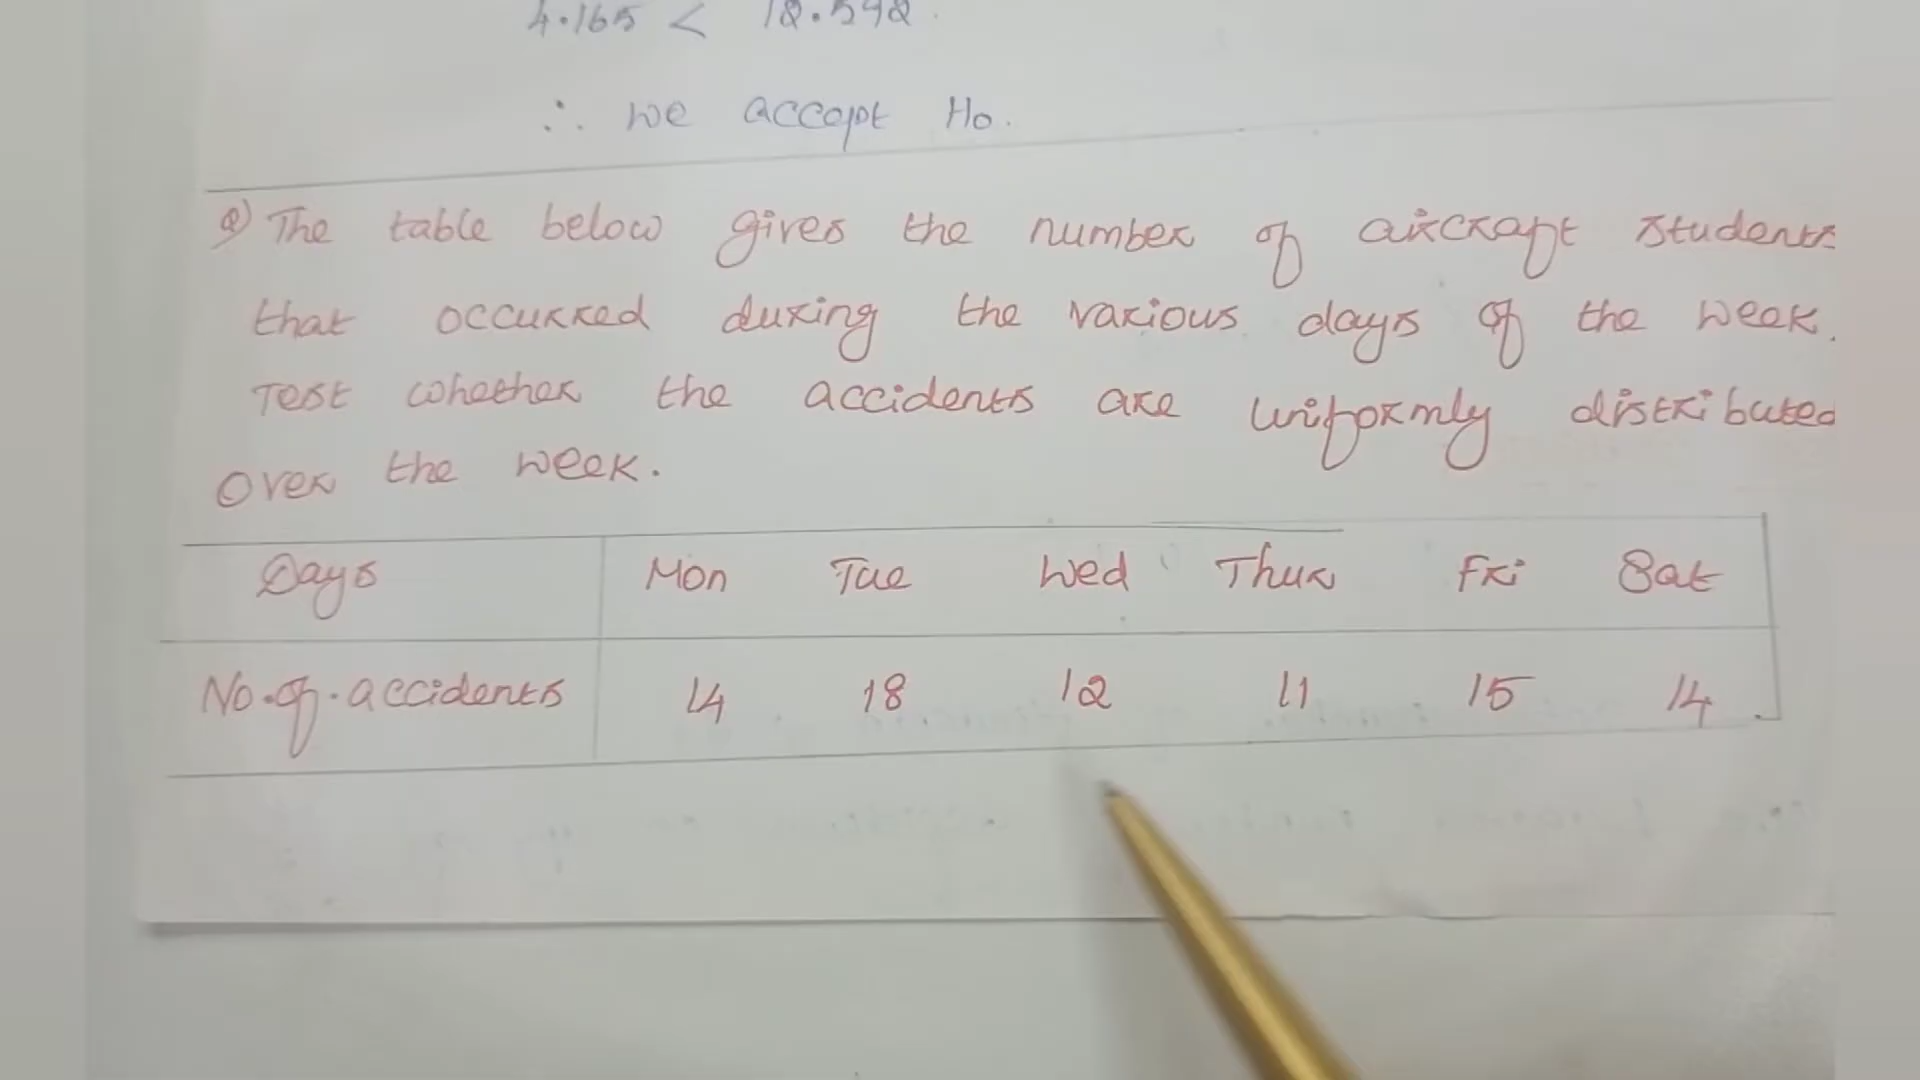 4.165 < 12.592.
∴ we accept Ho.
Q) The table below gives the number of aircraft students
that occurred during the various days of the week.
Test whether the accidents are uniformly distributed
over the week.
Days Mon Tue Wed Thur Fri Sat
No.of.accidents 14 18 12 11 15 14